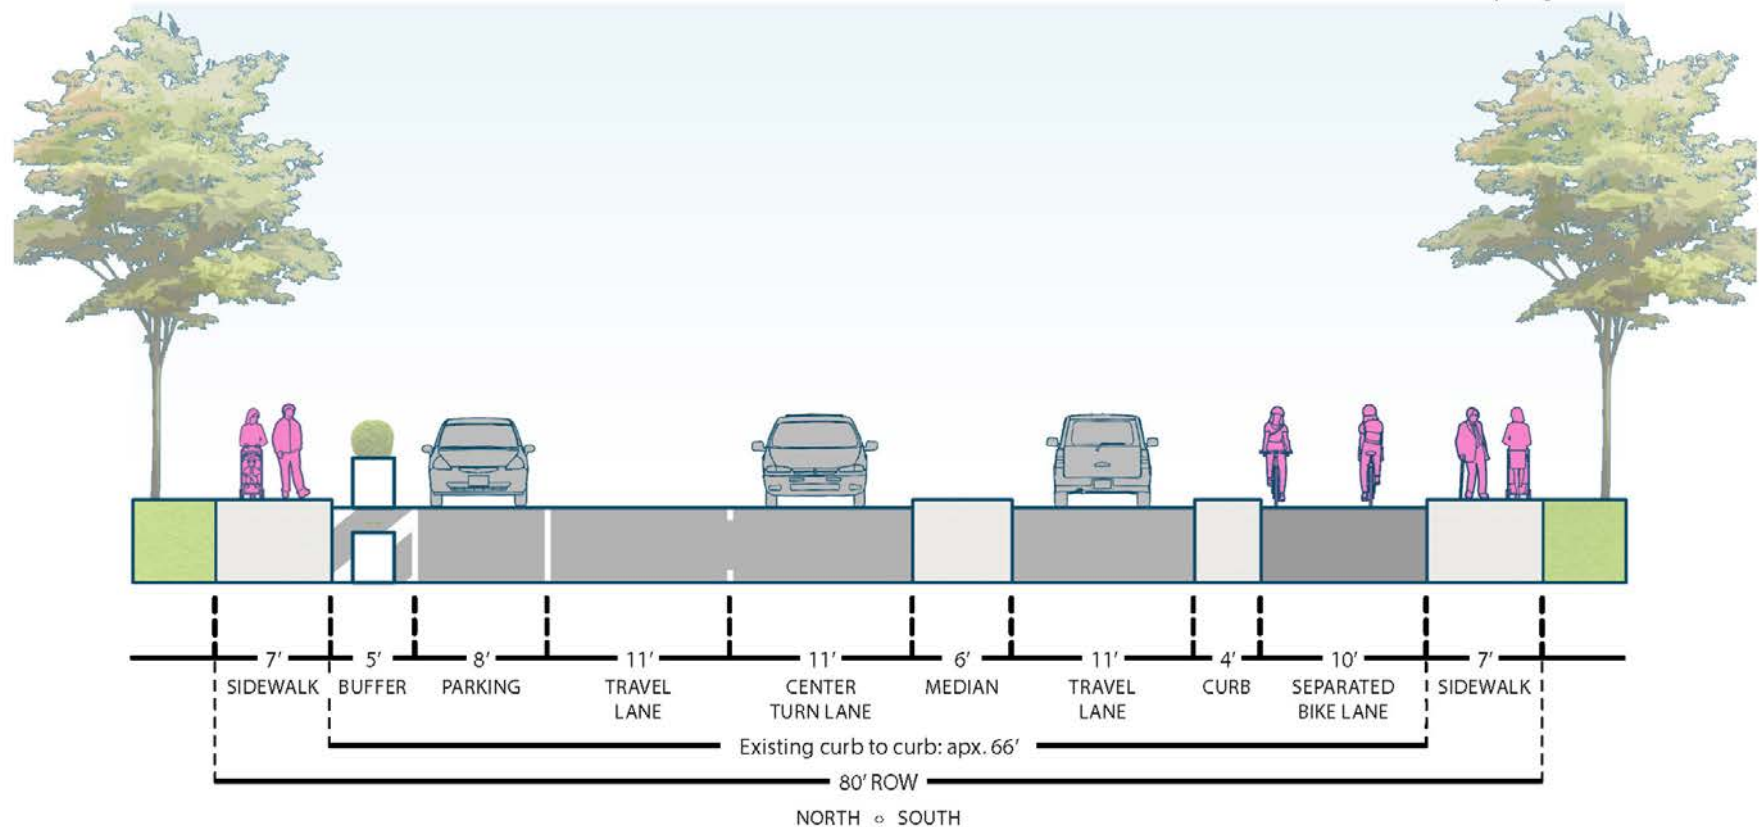 7' 5' 8' 11' 11' 6' 11' 4' 10' 7'
SIDEWALK BUFFER PARKING TRAVEL CENTER MEDIAN TRAVEL CURB SEPARATED SIDEWALK
LANE TURN LANE LANE BIKE LANE
Existing curb to curb: apx. 66'
80' ROW
NORTH SOUTH